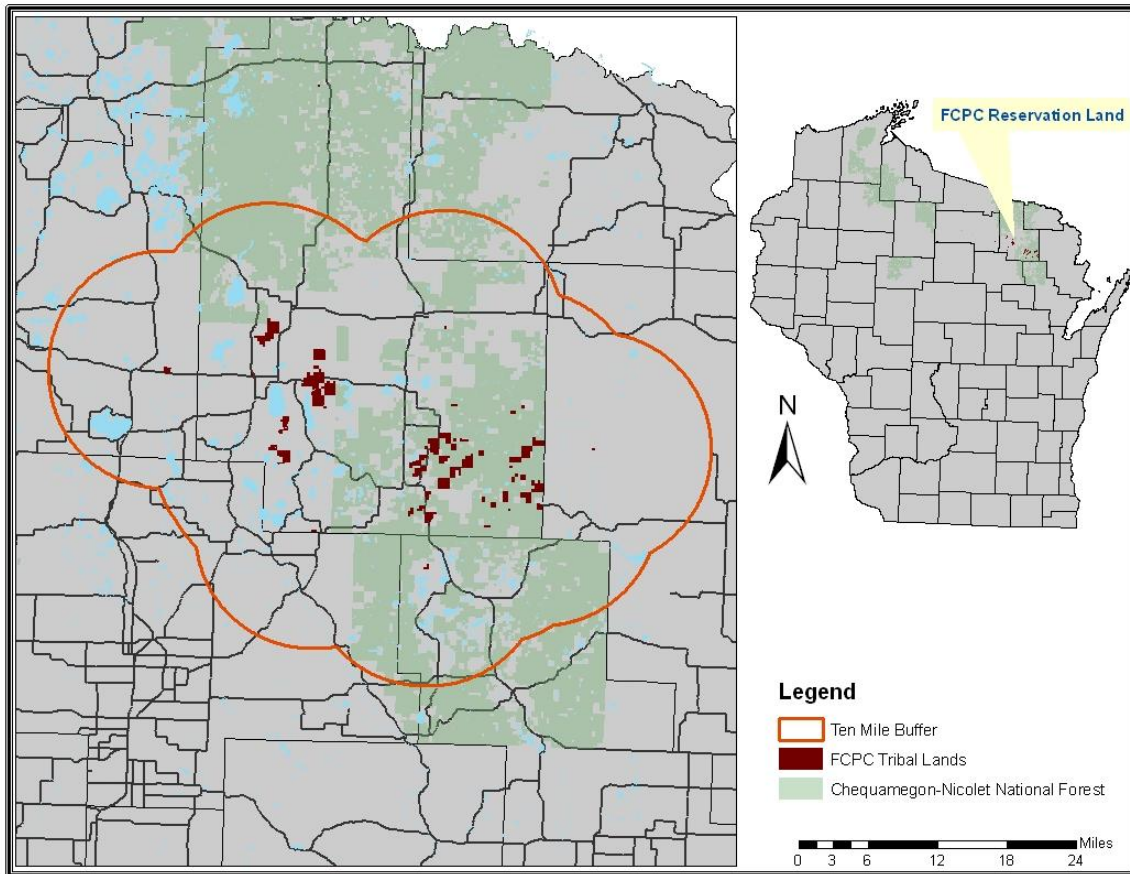 FCPC Reservation Land
N
Legend
Ten Mile Buffer
FCPC Tribal Lands
Chequamegon-Nicolet National Forest
Miles
0 3 6 12 18 24